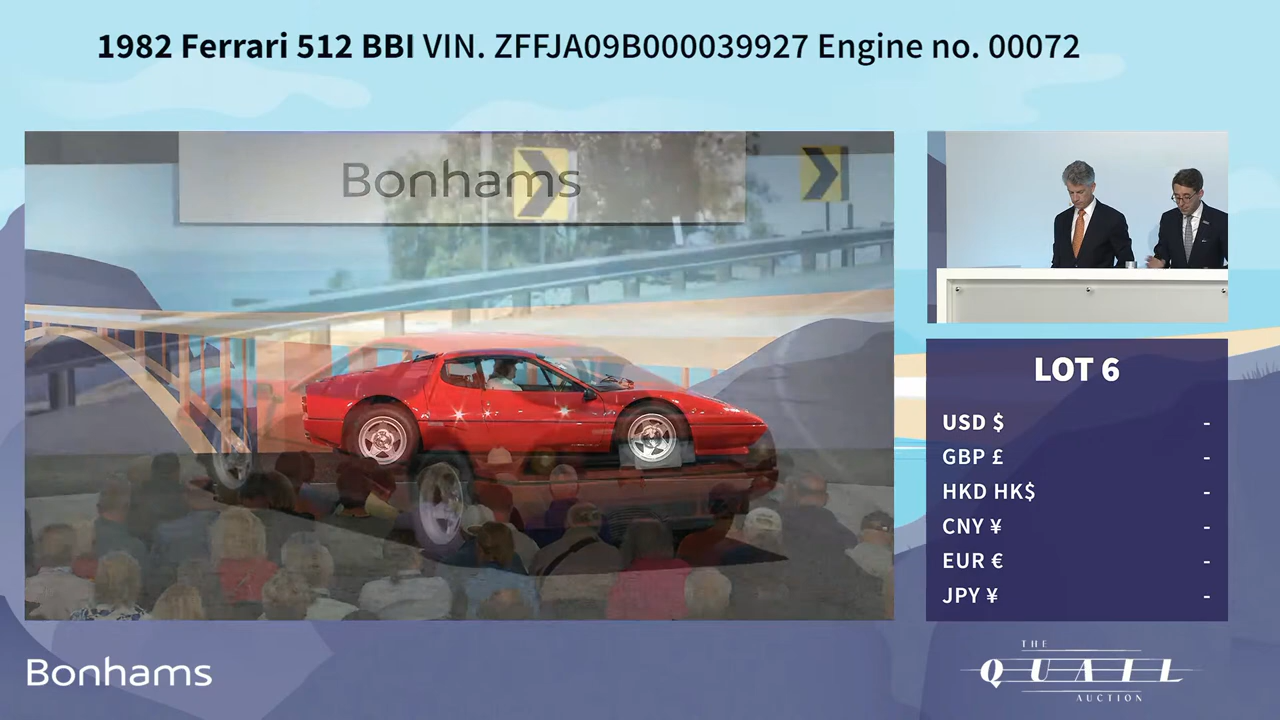 1982 Ferrari 512 BBI VIN. ZFFJA09B000039927 Engine no. 00072
Bonhams
LOT 6
USD $ -
GBP £ -
HKD HK$ -
CNY ¥ -
EUR € -
JPY ¥ -
Bonhams
THE
QUAIL
AUCTION